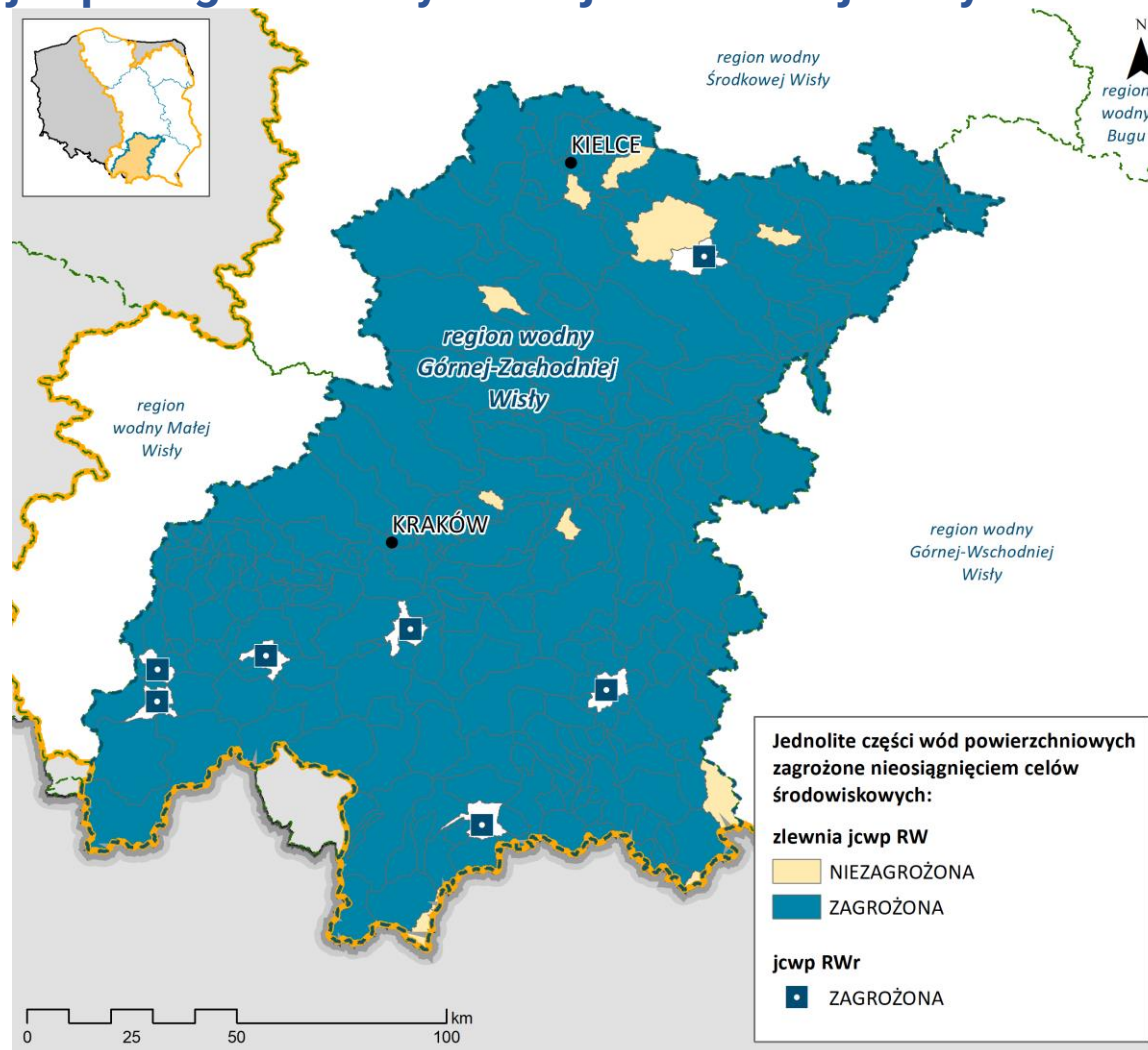 region wodny
Środkowej Wisły
N
region
wodny
Bugu
KIELCE
region wodny
Górnej-Zachodniej
Wisły
region
wodny Małej
Wisły
KRAKÓW
region wodny
Górnej-Wschodniej
Wisły
Jednolite części wód powierzchniowych
zagrożone nieosiągnięciem celów
środowiskowych:
zlewnia jcwp RW
NIEZAGROŻONA
ZAGROŻONA
jcwp RWr
ZAGROŻONA
km
0 25 50 100